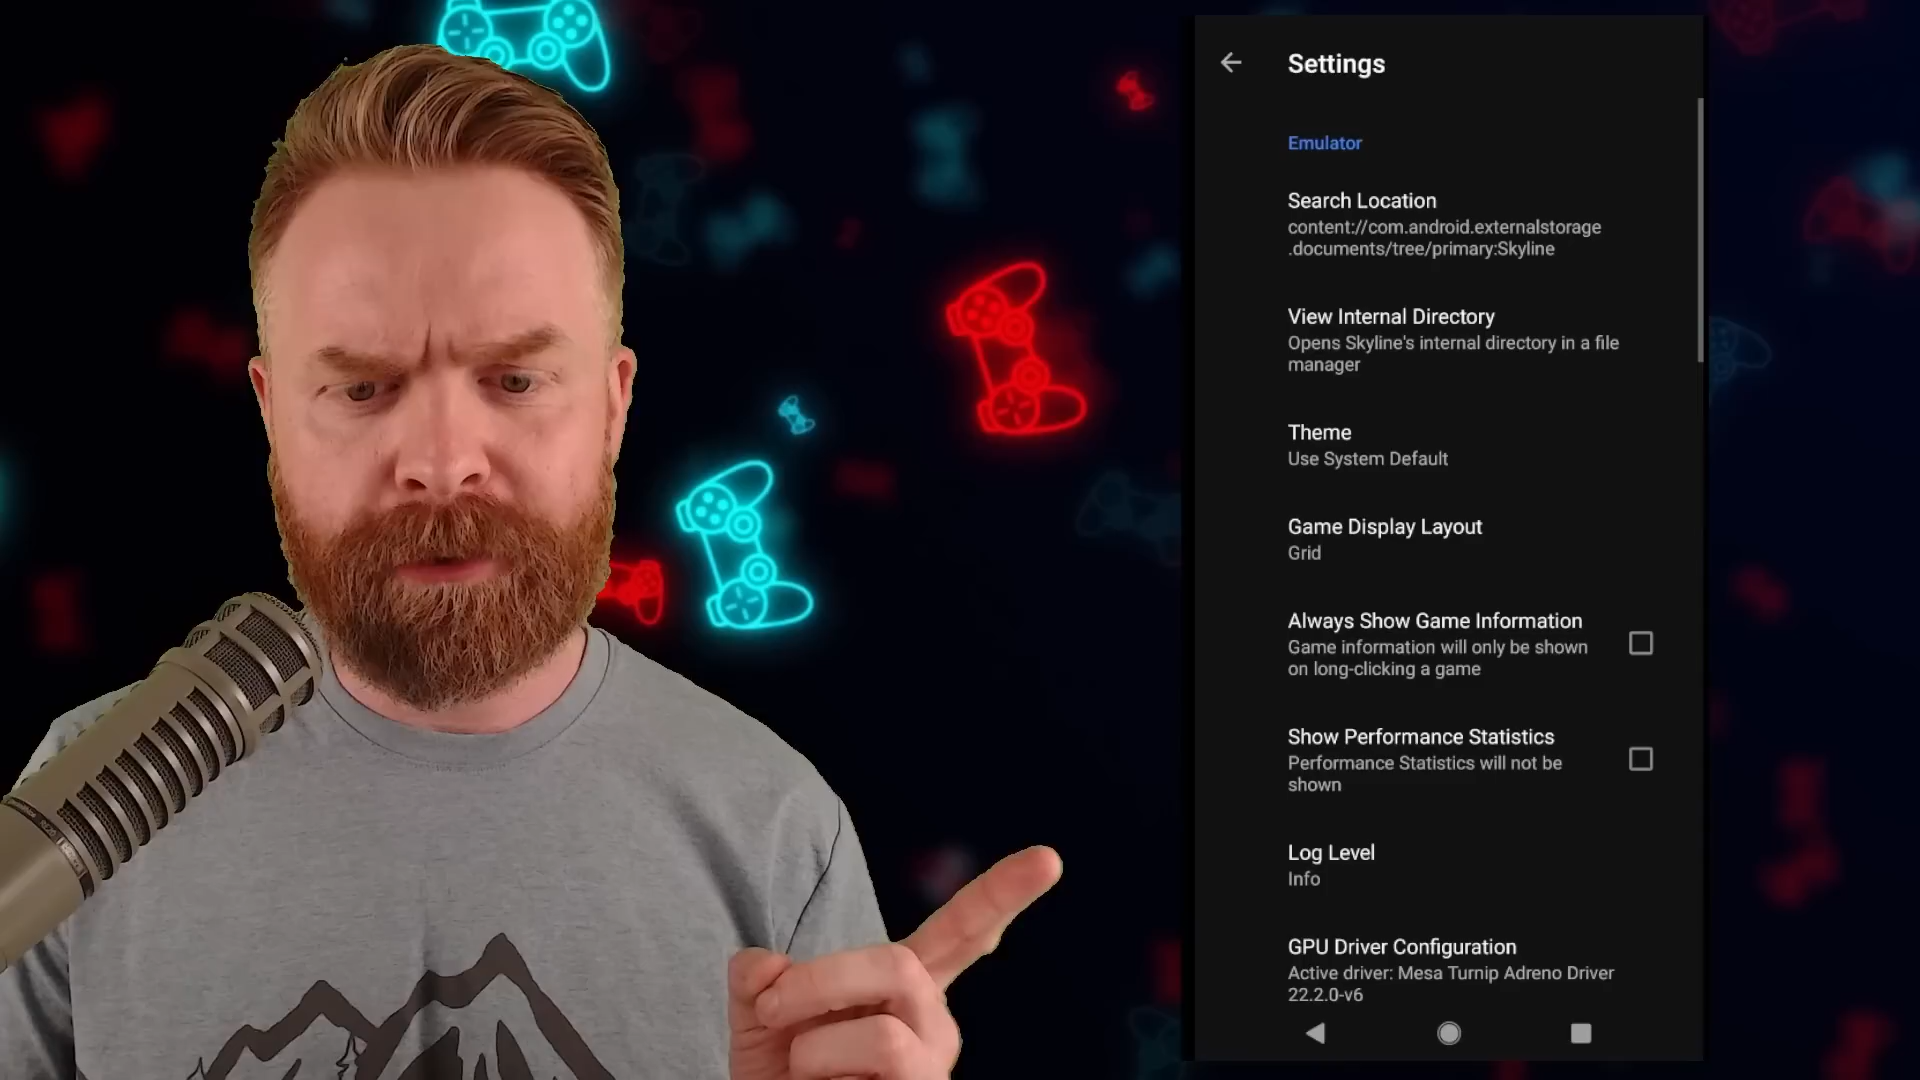 Settings
Emulator
Search Location
content://com.android.externalstorage
.documents/tree/primary:Skyline
View Internal Directory
Opens Skyline's internal directory in a file
manager
Theme
Use System Default
Game Display Layout
Grid
Always Show Game Information
Game information will only be shown
on long-clicking a game
Show Performance Statistics
Performance Statistics will not be
shown
Log Level
Info
GPU Driver Configuration
Active driver: Mesa Turnip Adreno Driver
22.2.0-v6